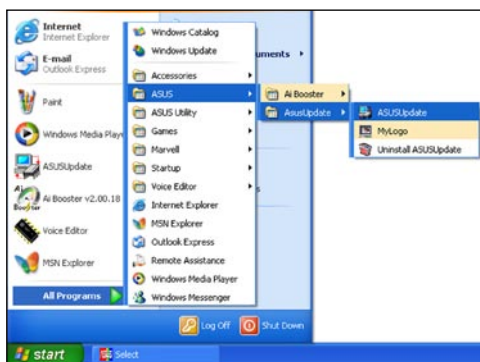 Internet
Internet Explorer
E-mail
Outlook Express
Paint
Windows Media Play
ASUSUpdate
Ai Booster v2.00.18
Voice Editor
MSN Explorer
All Programs
Windows Catalog
Windows Update
Accessories
ASUS
ASUS Utility
Games
Marvell
Startup
Voice Editor
Internet Explorer
MSN Explorer
Outlook Express
Remote Assistance
Windows Media Player
Windows Messenger
uments
s
Ai Booster
AsusUpdate
ASUSUpdate
MyLogo
Uninstall ASUSUpdate
Log Off
Shut Down
start
Select